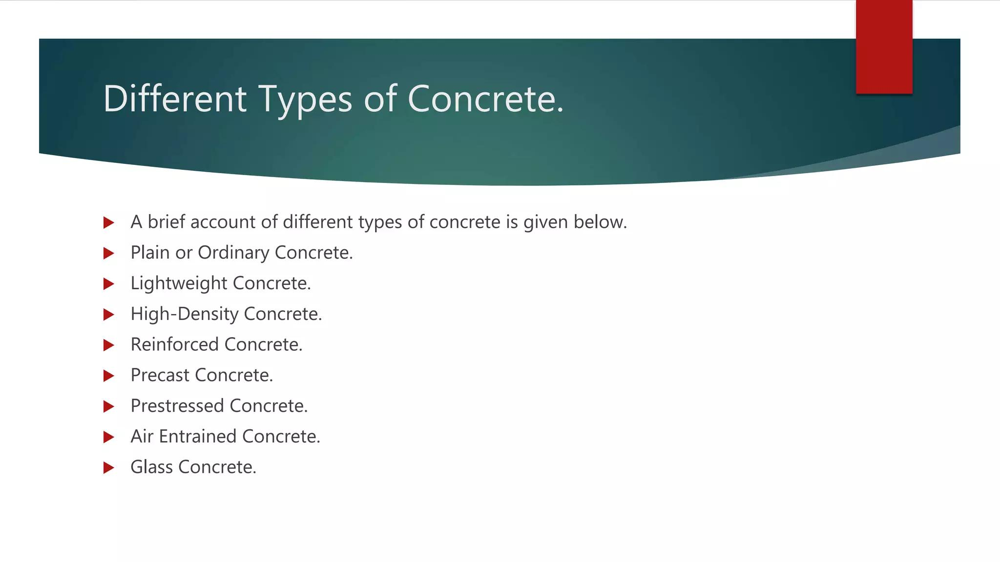 Different Types of Concrete.
A brief account of different types of concrete is given below.
Plain or Ordinary Concrete.
Lightweight Concrete.
High-Density Concrete.
Reinforced Concrete.
Precast Concrete.
Prestressed Concrete.
Air Entrained Concrete.
Glass Concrete.